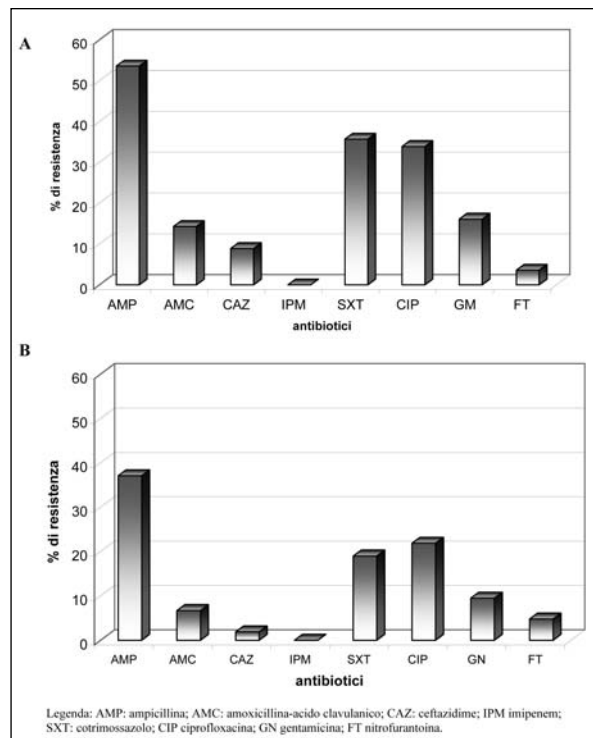 A
60
50
40
30
20
10
0
% di resistenza
AMP AMC CAZ IPM SXT CIP GM FT
antibiotici
B
60
50
40
30
20
10
0
% di resistenza
AMP AMC CAZ IPM SXT CIP GN FT
antibiotici
Legenda: AMP: ampicillina; AMC: amoxicillina-acido clavulanico; CAZ: ceftazidime; IPM imipenem;
SXT: cotrimossazolo; CIP ciprofloxacina; GN gentamicina; FT nitrofurantoina.